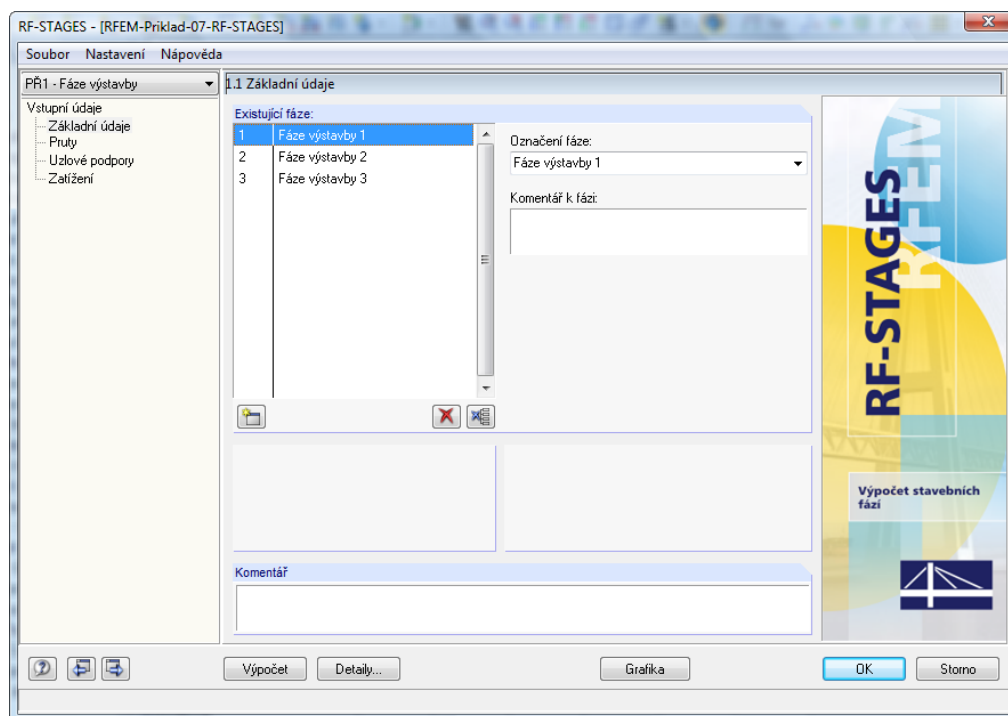 RF-STAGES - [RFEM-Priklad-07-RF-STAGES]
Soubor Nastavení Nápověda
PŘ1 - Fáze výstavby
1.1 Základní údaje
Vstupní údaje
Základní údaje
Pruty
Uzlové podpory
Zatížení
Existující fáze:
1 Fáze výstavby 1
2 Fáze výstavby 2
3 Fáze výstavby 3
Označení fáze:
Fáze výstavby 1
Komentář k fázi:
Komentář
RF-STAGES
RFEM
Výpočet stavebních
fází
Výpočet
Detaily...
Grafika
OK
Storno